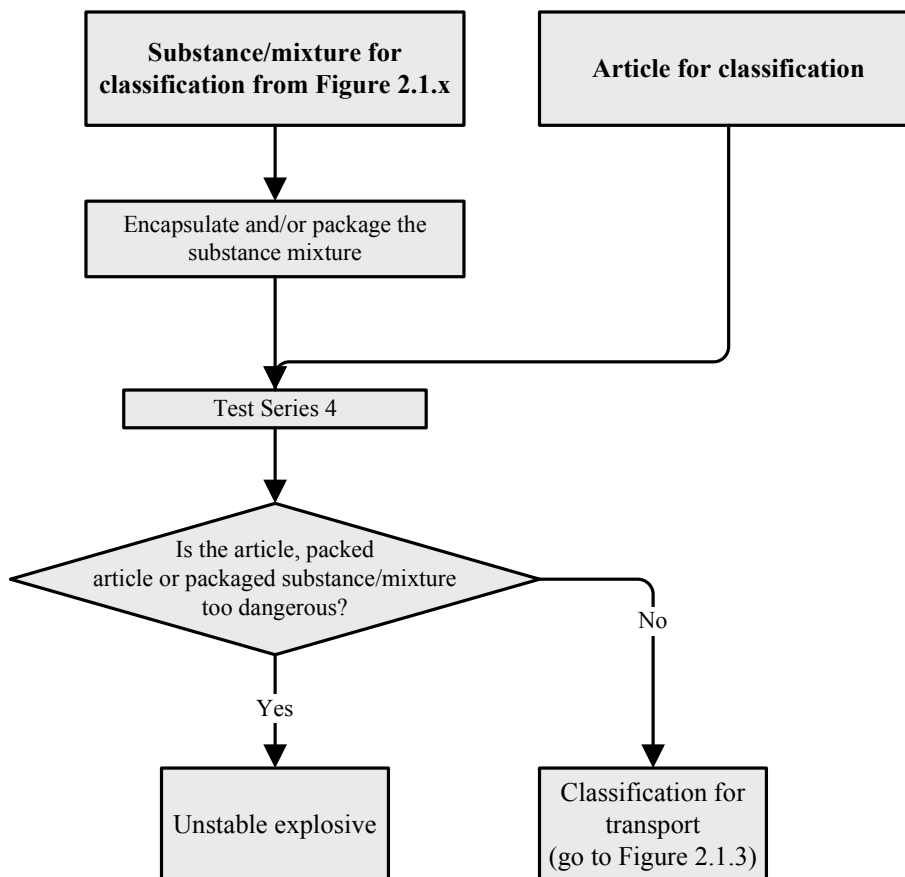 Substance/mixture for
classification from Figure 2.1.x
Article for classification
Encapsulate and/or package the
substance mixture
Test Series 4
Is the article, packed
article or packaged substance/mixture
too dangerous?
No
Yes
Unstable explosive
Classification for
transport
(go to Figure 2.1.3)